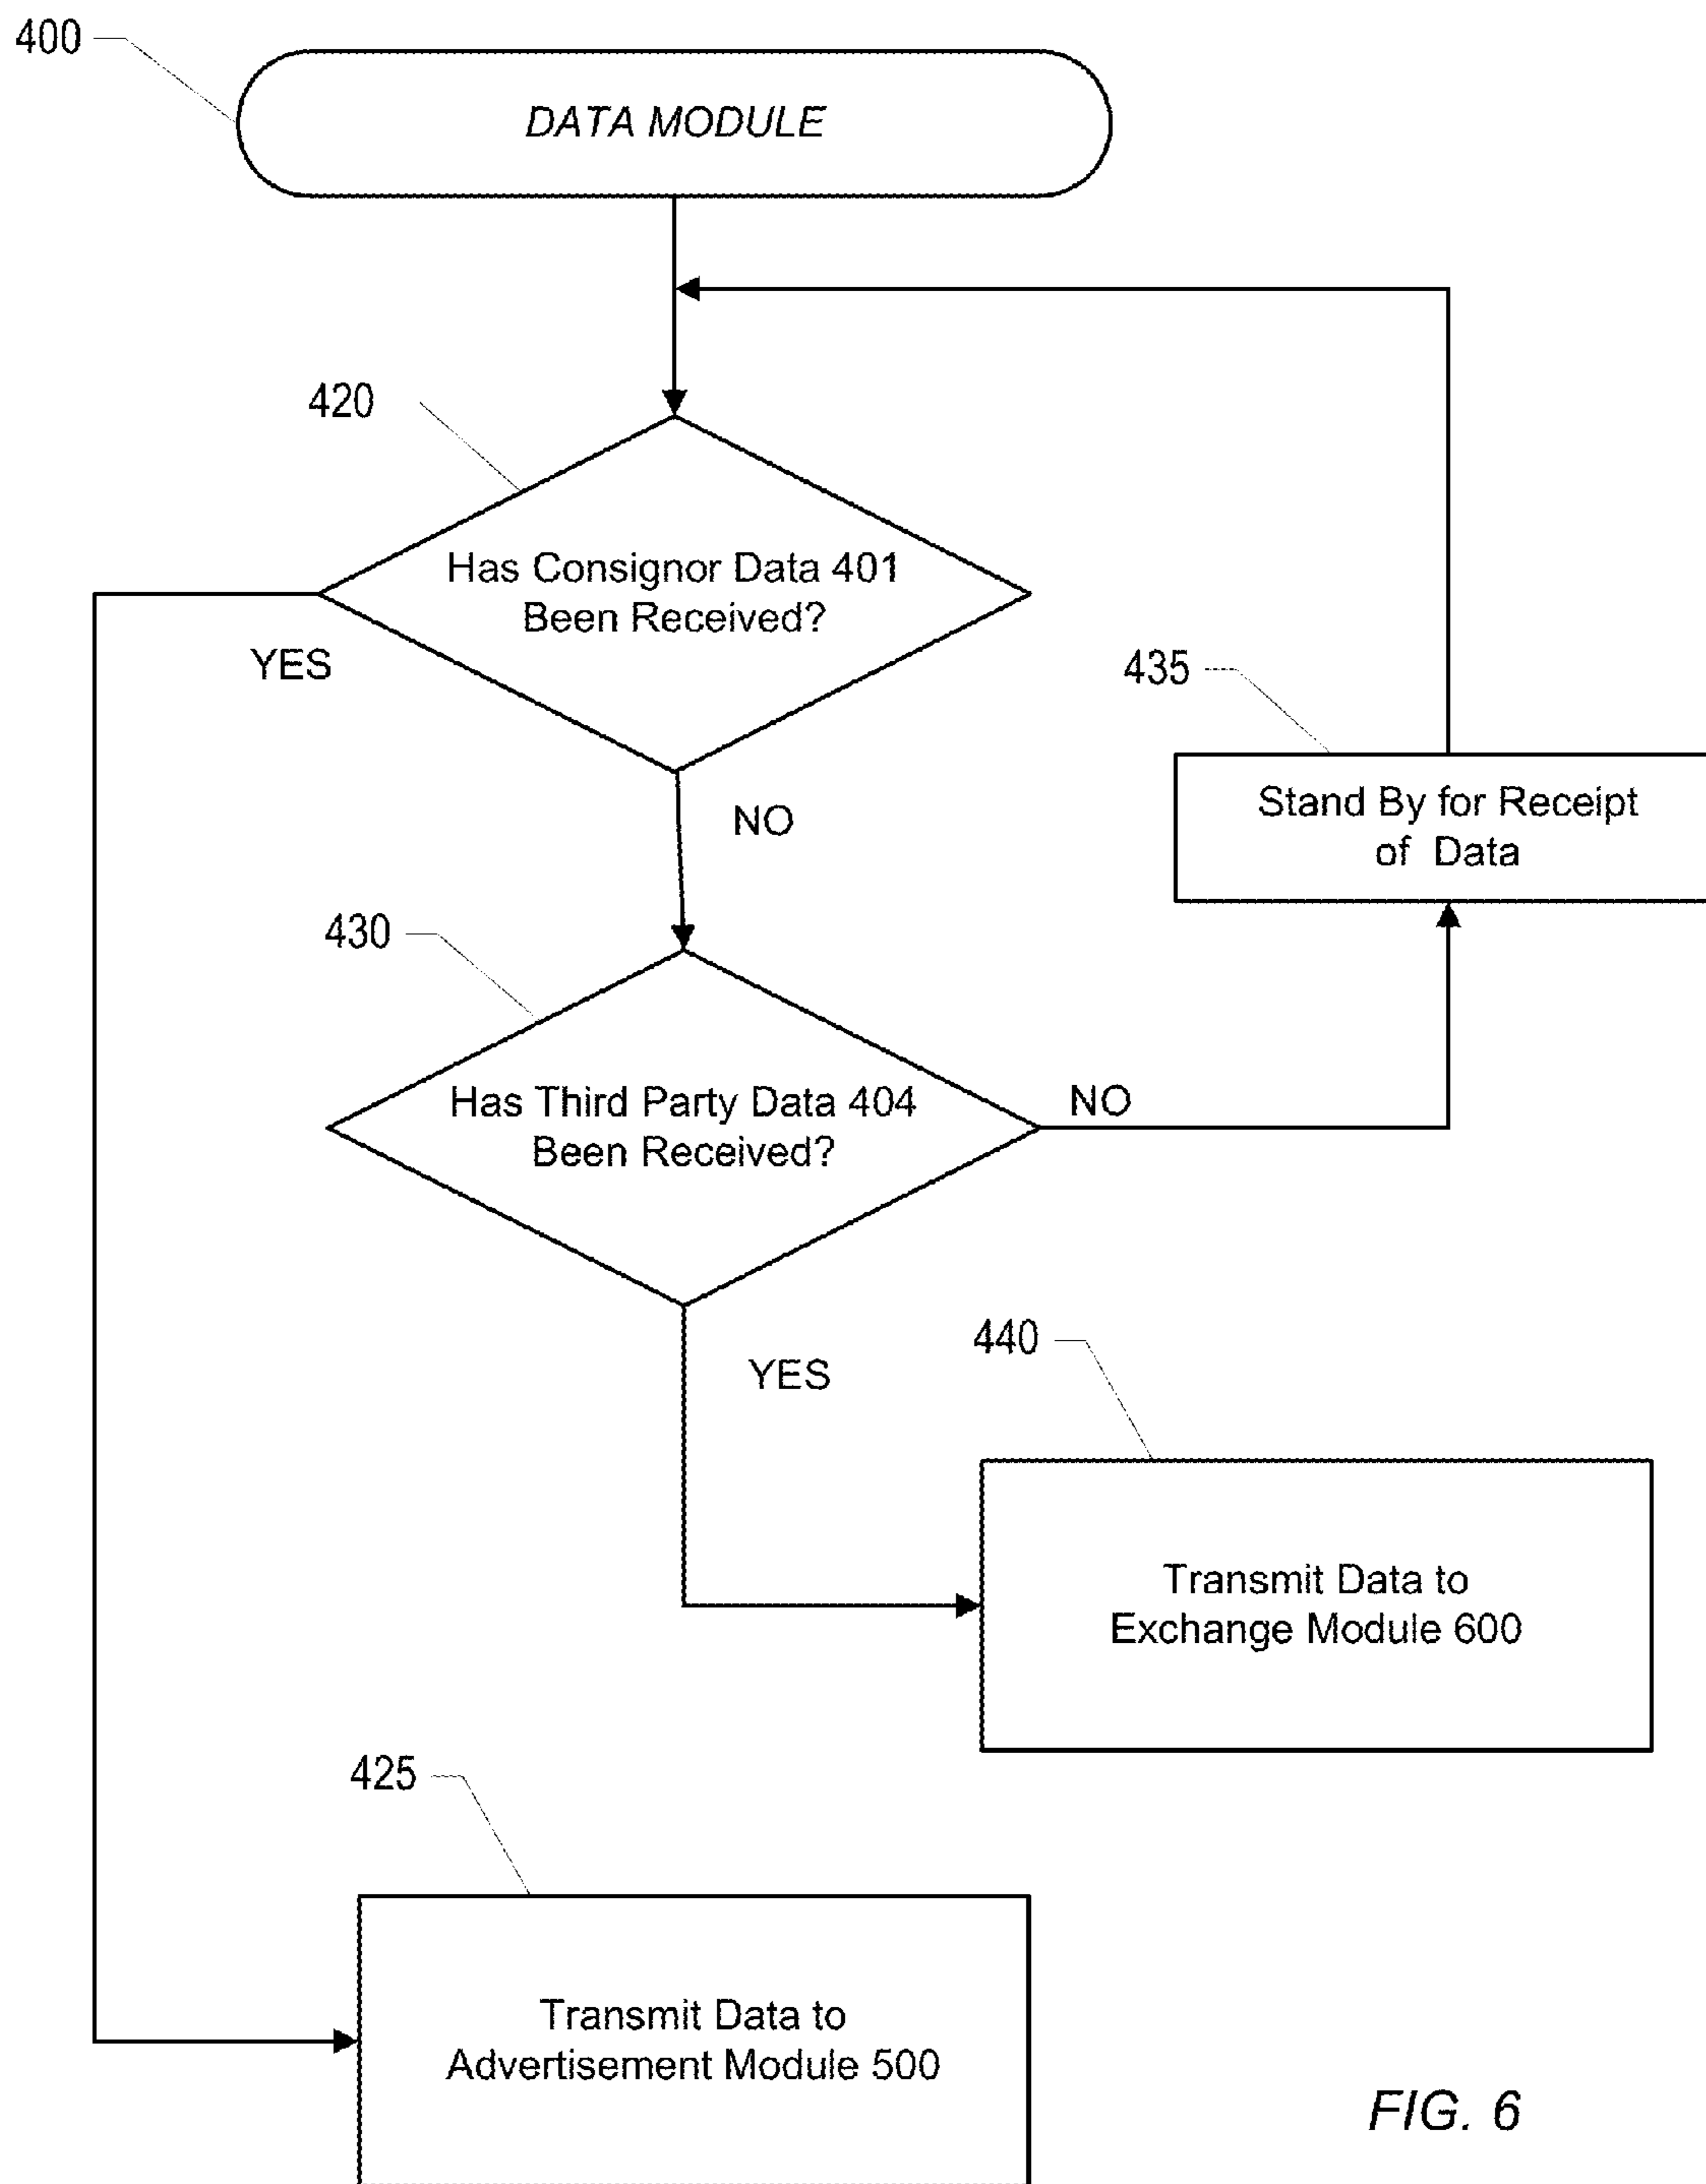 400
DATA MODULE
420
Has Consignor Data 401
Been Received?
YES
435
NO
Stand By for Receipt
of Data
430
Has Third Party Data 404
Been Received?
NO
440
YES
Transmit Data to
Exchange Module 600
425
Transmit Data to
Advertisement Module 500
FIG. 6